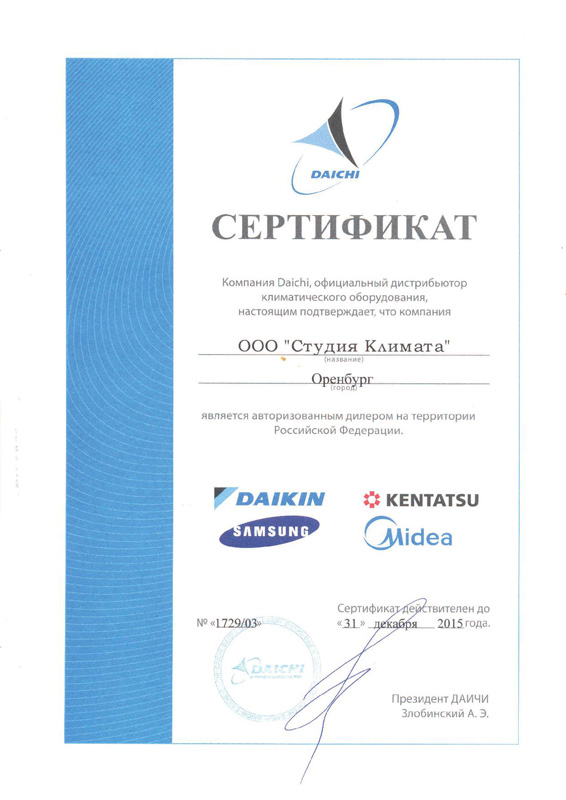 DAICHI
СЕРТИФИКАТ
Компания Daichi, официальный дистрибьютор
климатического оборудования,
настоящим подтверждает, что компания
ООО "Студия Климата"
(название)
Оренбург
(город)
является авторизованным дилером на территории
Российской Федерации.
DAIKIN KENTATSU
SAMSUNG Midea
Сертификат действителен до
№ «1729/03» «31» декабря 2015 года.
DAICHI
Президент ДАИЧИ
Злобинский А. Э.